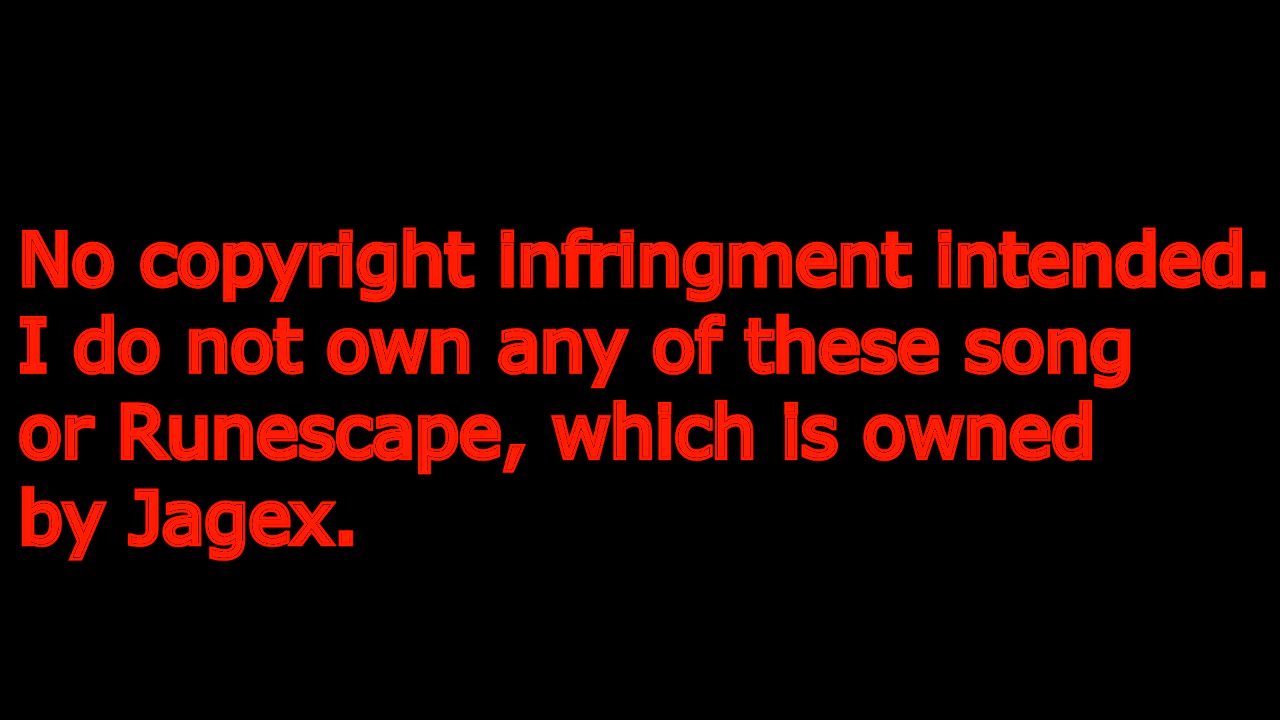 No copyright infringment intended.
I do not own any of these song
or Runescape, which is owned
by Jagex.